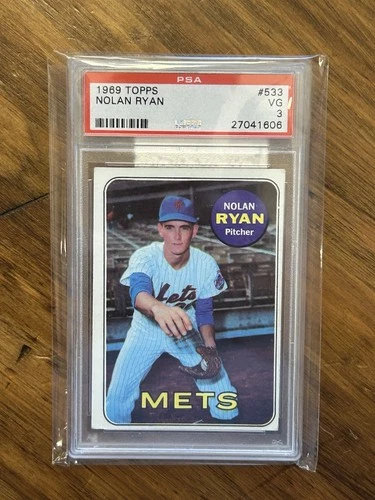 PSA
1969 TOPPS #533
NOLAN RYAN VG
3
27041606
NOLAN
RYAN
Pitcher
Mets
METS